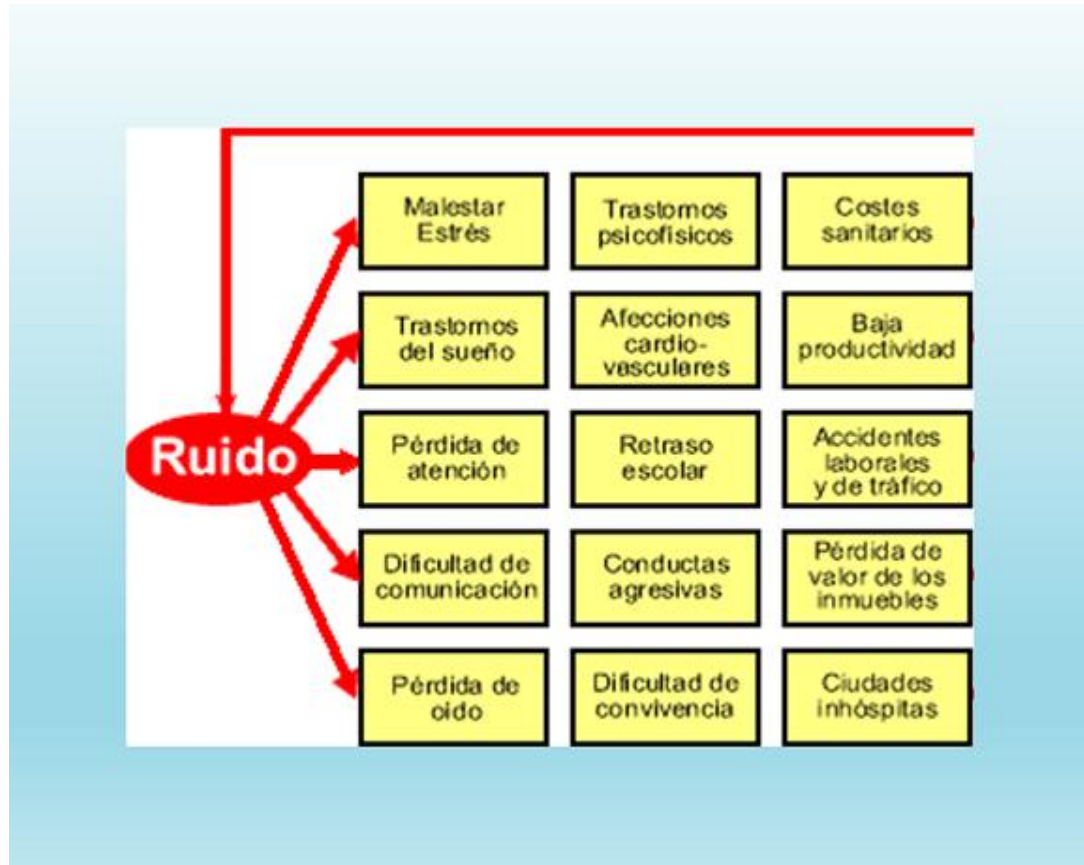 Ruido
Malestar
Estrés
Trastornos
psicofísicos
Costes
sanitarios
Trastornos
del sueño
Afecciones
cardio-
vasculares
Baja
productividad
Pérdida de
atención
Retraso
escolar
Accidentes
laborales
y de tráfico
Dificultad de
comunicación
Conductas
agresivas
Pérdida de
valor de los
inmuebles
Pérdida de
oido
Dificultad de
convivencia
Ciudades
inhóspitas